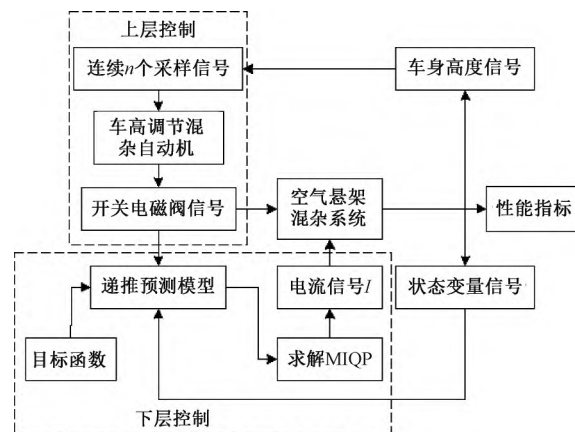 上层控制
连续n个采样信号
车身高度信号
车高调节混
杂自动机
开关电磁阀信号
空气悬架
混杂系统
性能指标
递推预测模型
电流信号I
状态变量信号
目标函数
求解MIQP
下层控制